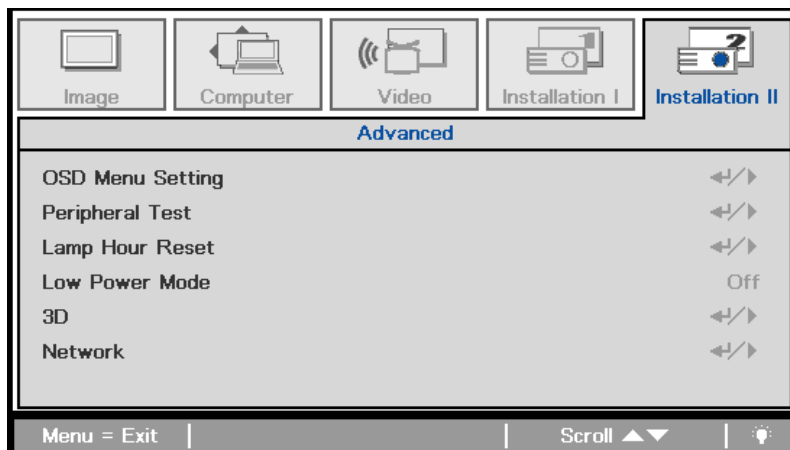 Image Computer Video Installation I Installation II
Advanced
OSD Menu Setting
Peripheral Test
Lamp Hour Reset
Low Power Mode Off
3D
Network
Menu = Exit Scroll ▲▼